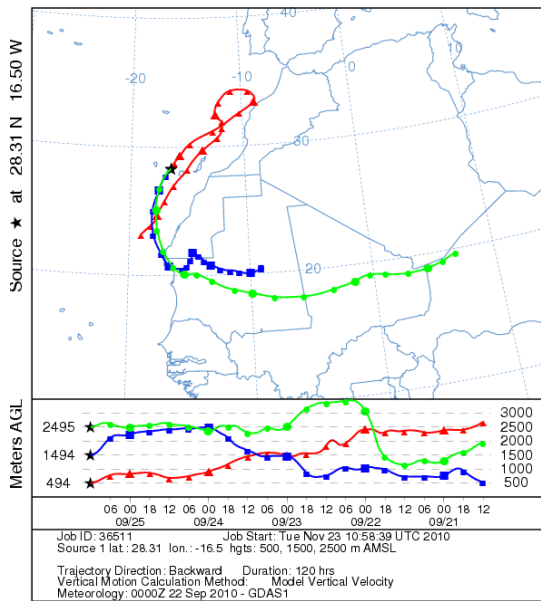 Source ★ at 28.31 N 16.50 W
40
-20
-10
0
10
30
20
Meters AGL
2495
1494
494
3000
2500
2000
1500
1000
500
06 00 18 12 06 00 18 12 06 00 18 12 06 00 18 12 06 00 18 12
09/25 09/24 09/23 09/22 09/21
Job ID: 36511 Job Start: Tue Nov 23 10:58:39 UTC 2010
Source 1 lat.: 28.31 lon.: -16.5 hgts: 500, 1500, 2500 m AMSL
Trajectory Direction: Backward Duration: 120 hrs
Vertical Motion Calculation Method: Model Vertical Velocity
Meteorology: 0000Z 22 Sep 2010 - GDAS1